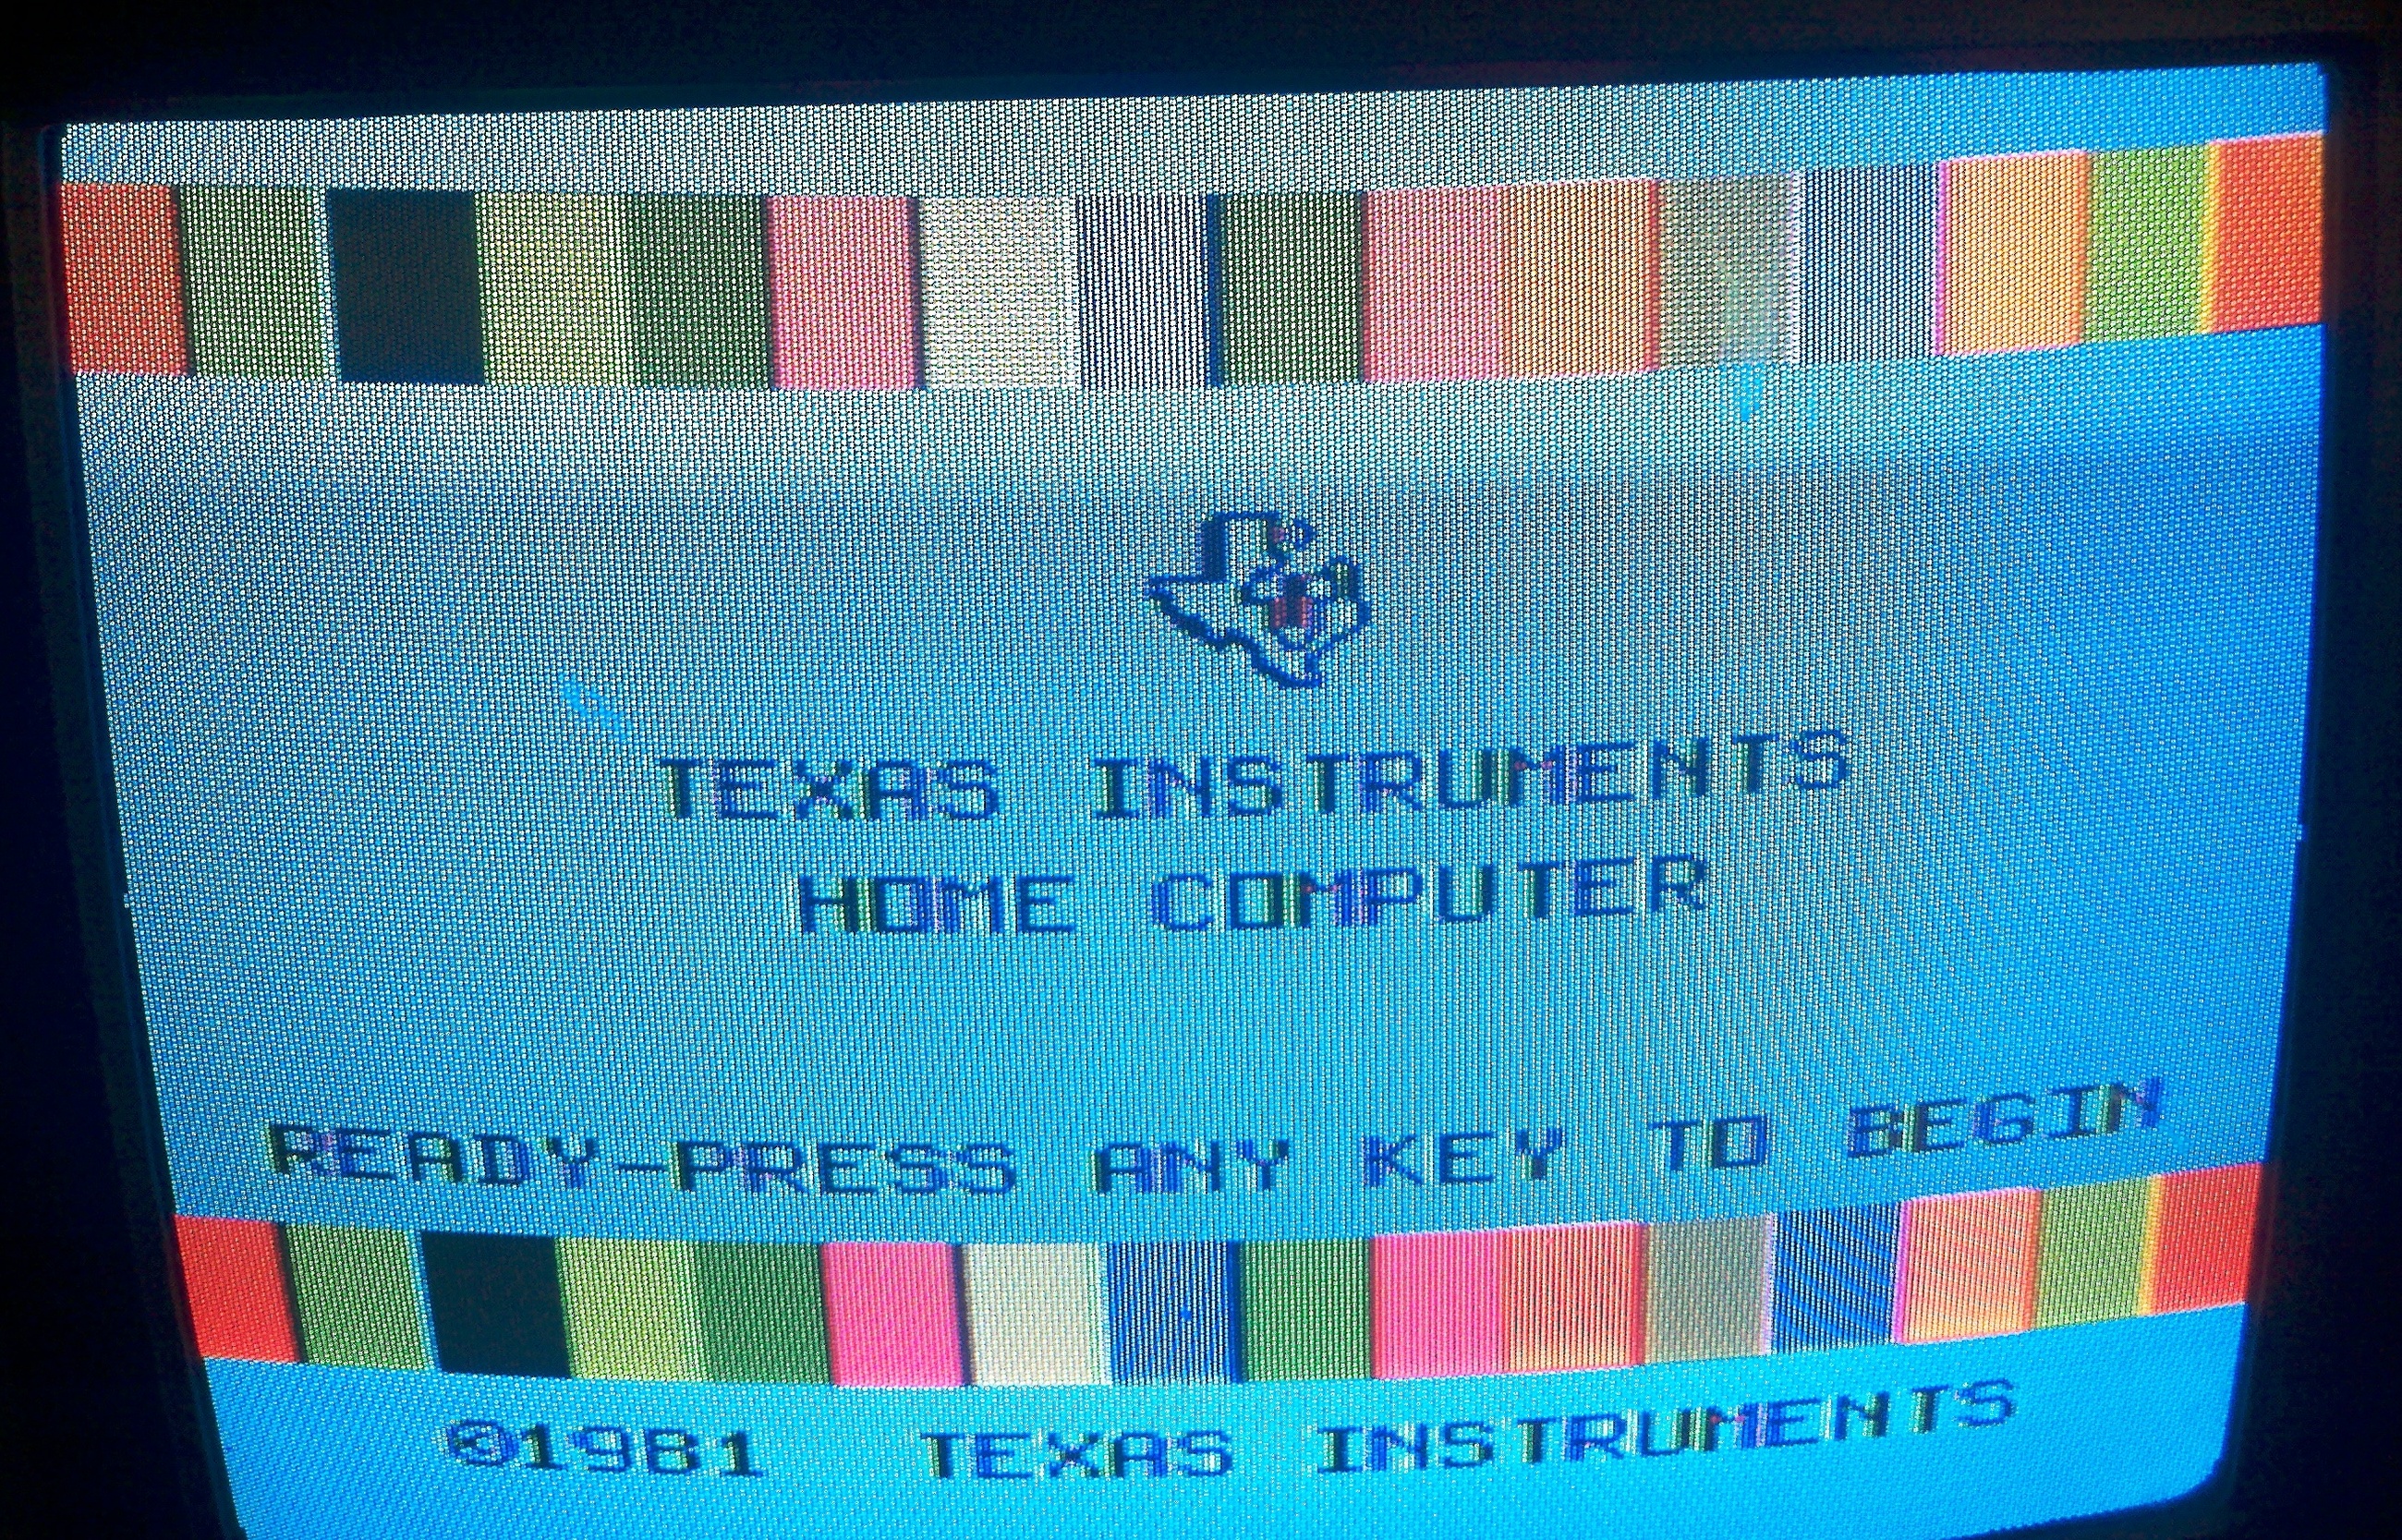 TEXAS INSTRUMENTS
HOME COMPUTER
READY-PRESS ANY KEY TO BEGIN
©1981 TEXAS INSTRUMENTS